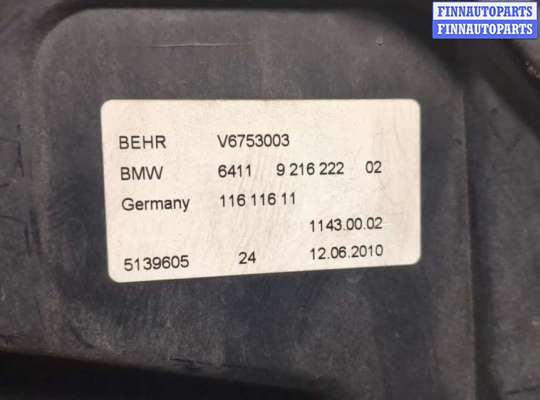 FINNAUTOPARTS
FINNAUTOPARTS
BEHR V6753003
BMW 6411 9 216 222 02
Germany 116 116 11
1143.00.02
5139605 24 12.06.2010